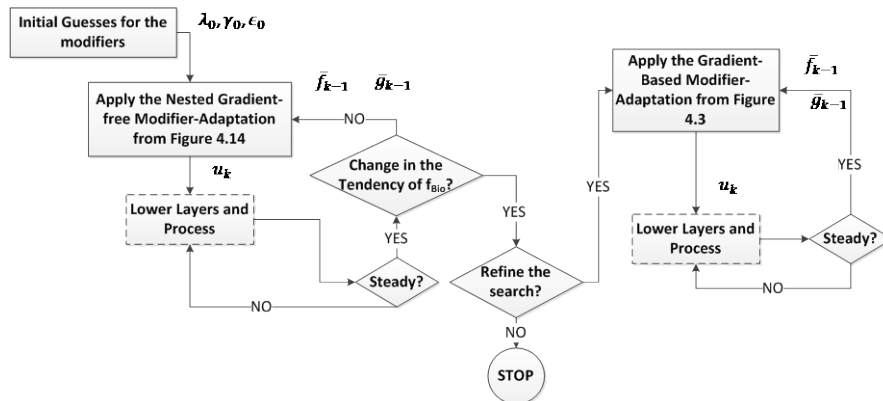 Initial Guesses for the
modifiers
λ₀, γ₀, ϵ₀
Apply the Nested Gradient-
free Modifier-Adaptation
from Figure 4.14
f̄ₖ₋₁ ḡₖ₋₁
NO
uₖ
Lower Layers and
Process
Change in the
Tendency of f_Bio?
YES
Steady?
NO
YES
Refine the
search?
NO
STOP
YES
Apply the Gradient-
Based Modifier-
Adaptation from Figure
4.3
f̄ₖ₋₁
ḡₖ₋₁
YES
uₖ
Lower Layers and
Process
Steady?
NO